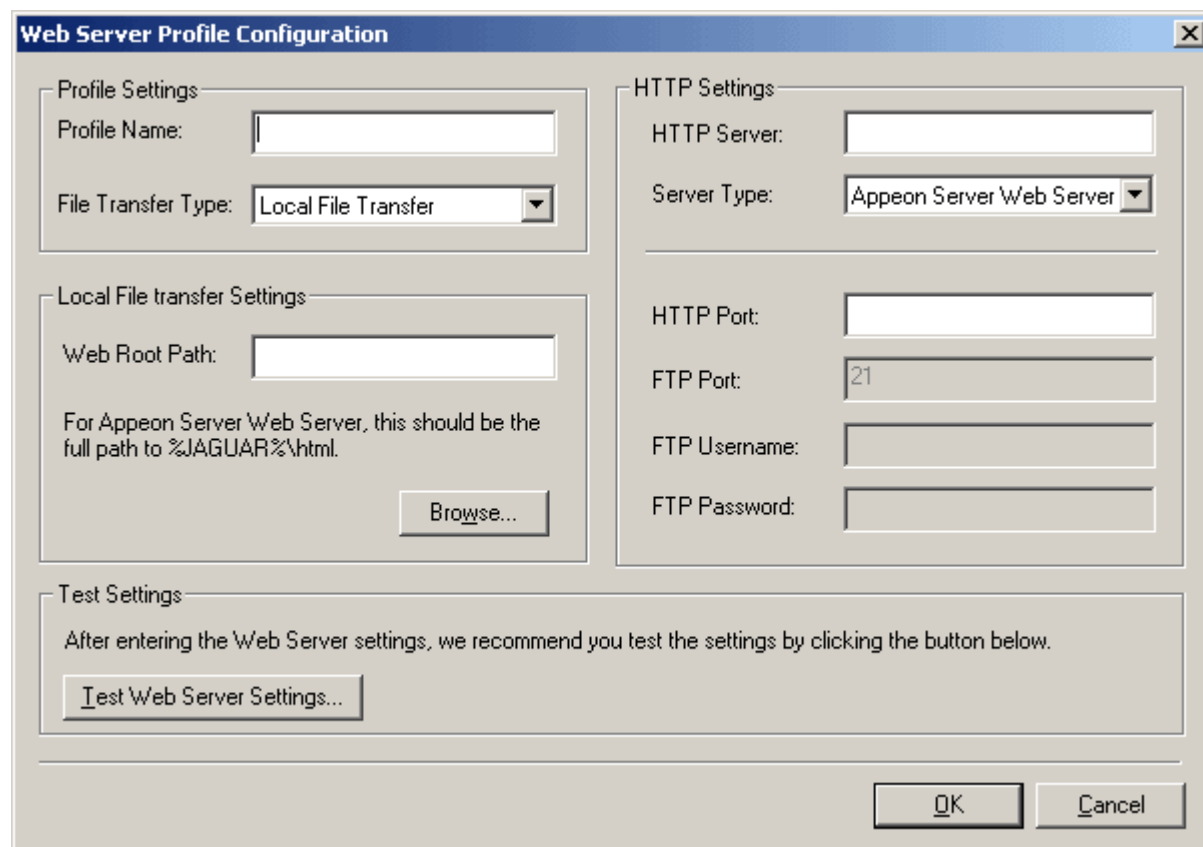 Web Server Profile Configuration
Profile Settings
Profile Name:
File Transfer Type:
Local File Transfer
Local File transfer Settings
Web Root Path:
For Appeon Server Web Server, this should be the
full path to %JAGUAR%\html.
Browse...
HTTP Settings
HTTP Server:
Server Type:
Appeon Server Web Server
HTTP Port:
FTP Port:
21
FTP Username:
FTP Password:
Test Settings
After entering the Web Server settings, we recommend you test the settings by clicking the button below.
Test Web Server Settings...
OK
Cancel